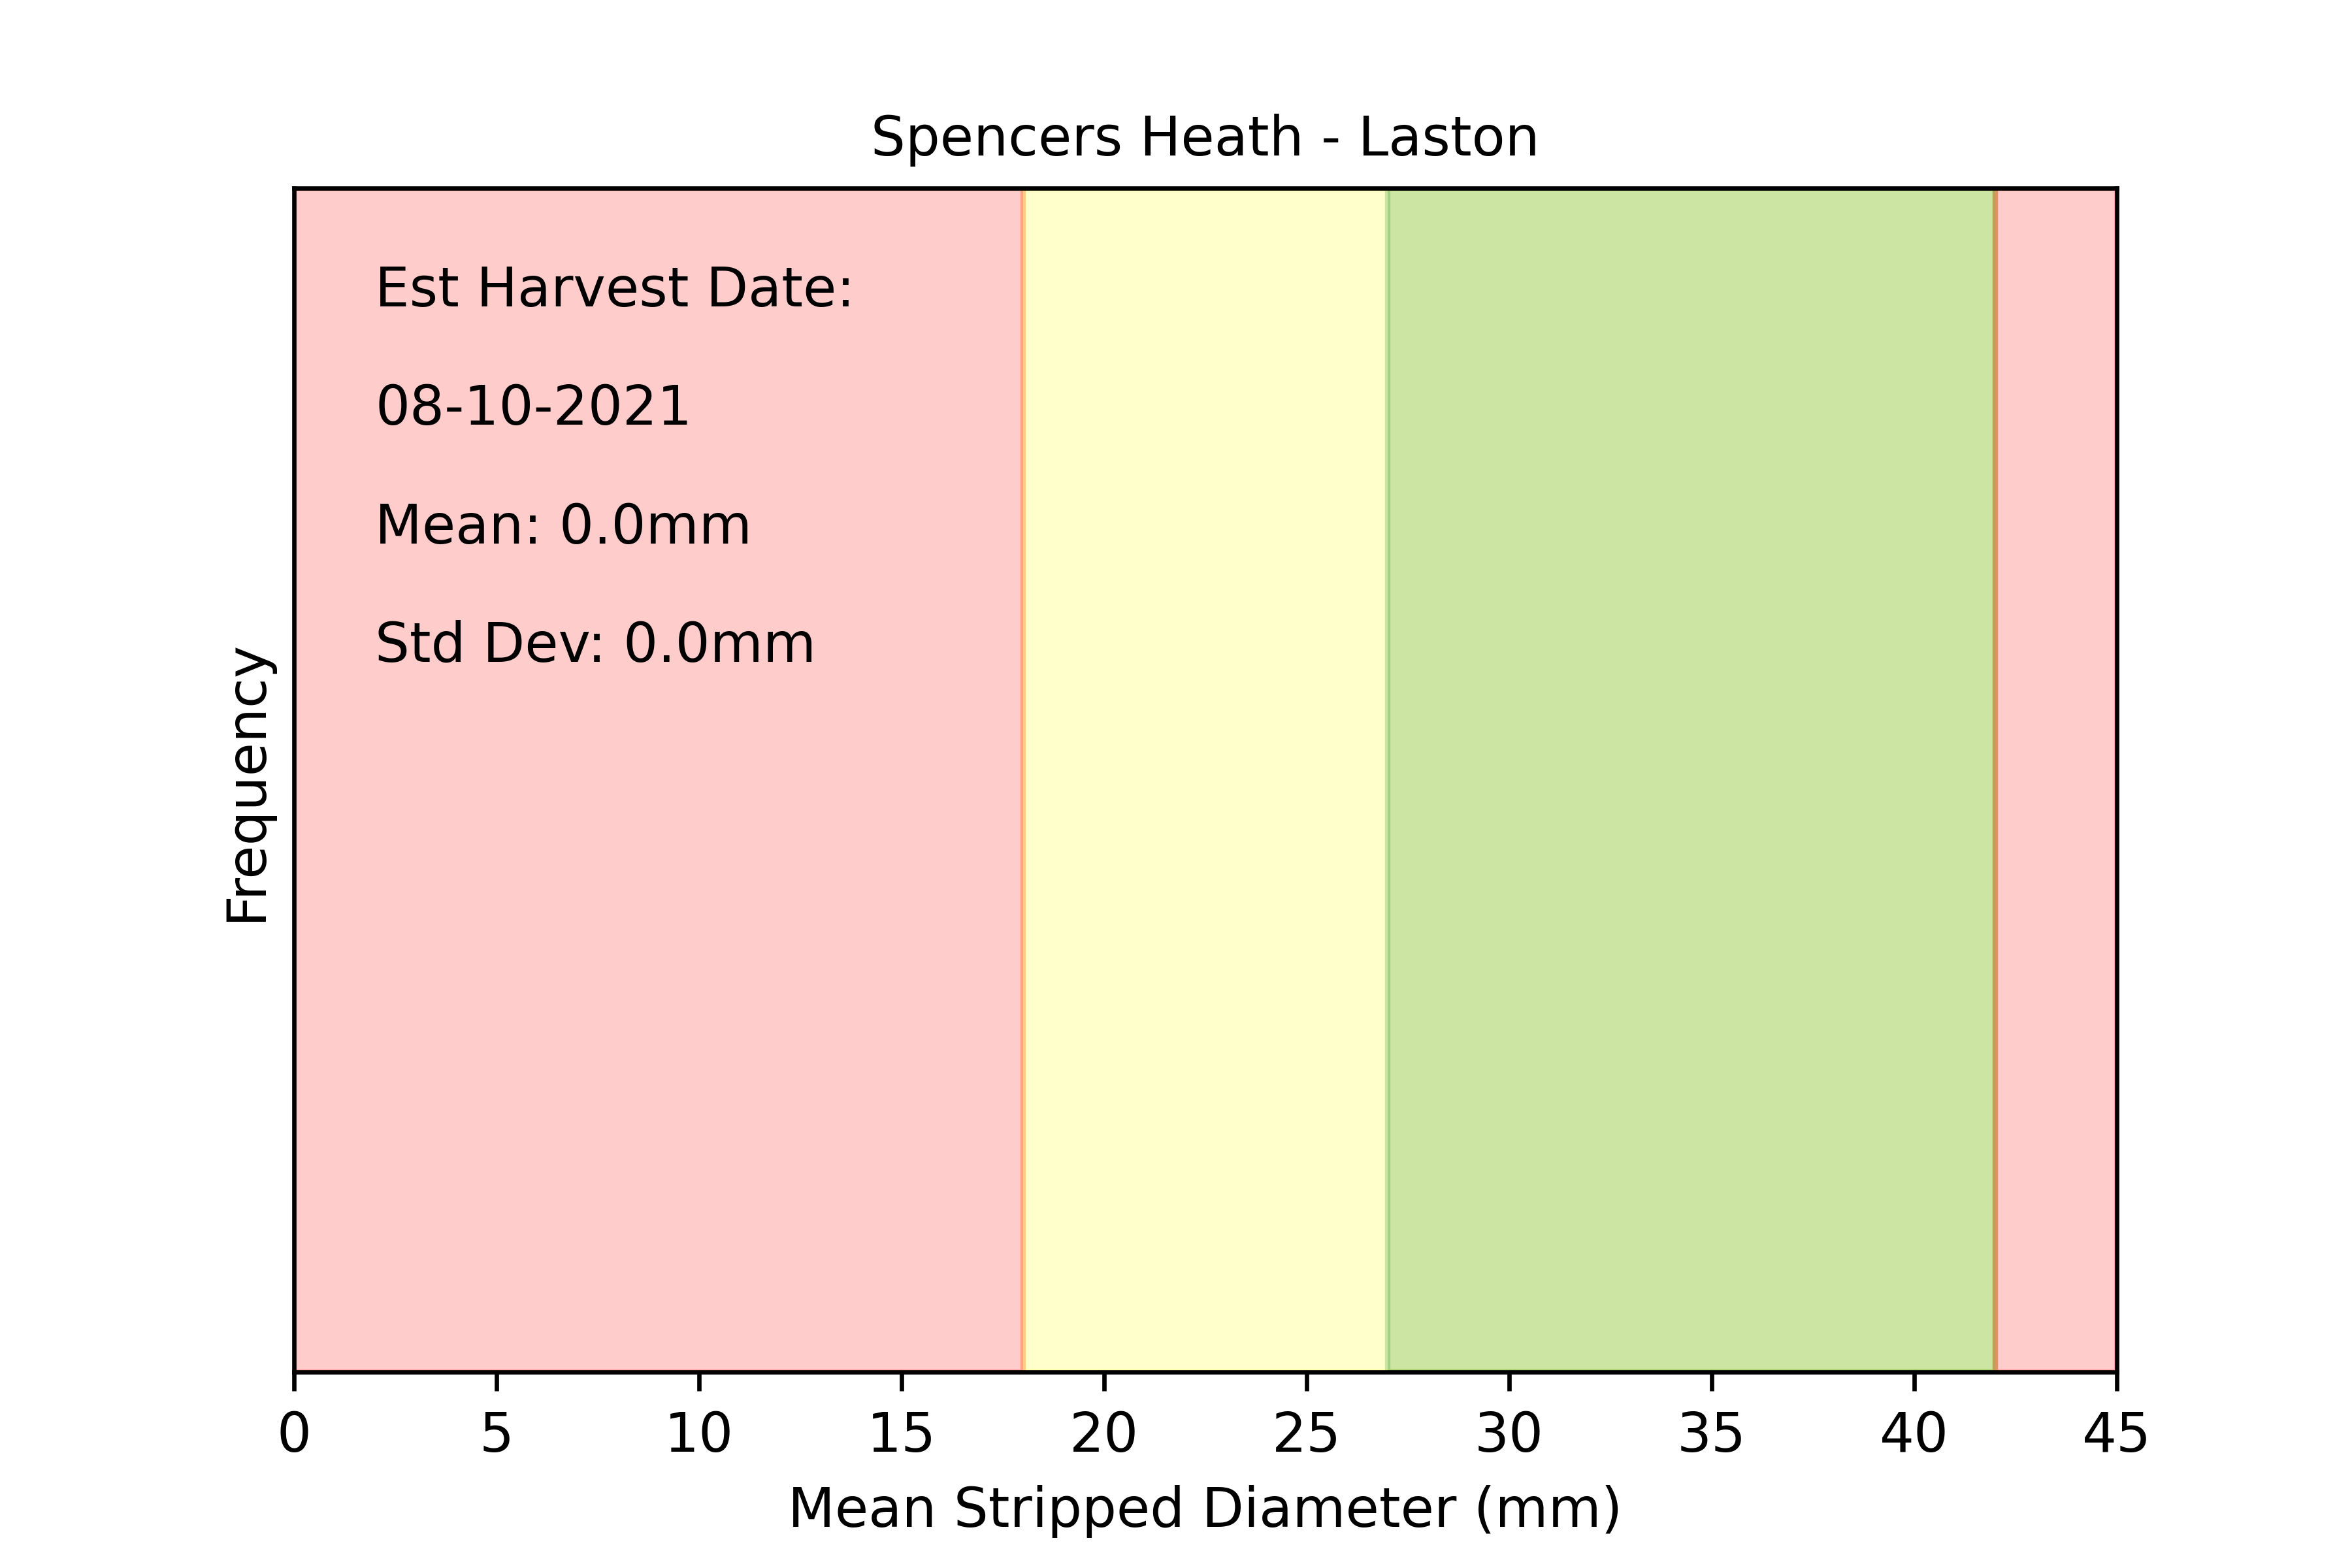 Spencers Heath - Laston
Est Harvest Date:
08-10-2021
Mean: 0.0mm
Std Dev: 0.0mm
Frequency
0 5 10 15 20 25 30 35 40 45
Mean Stripped Diameter (mm)